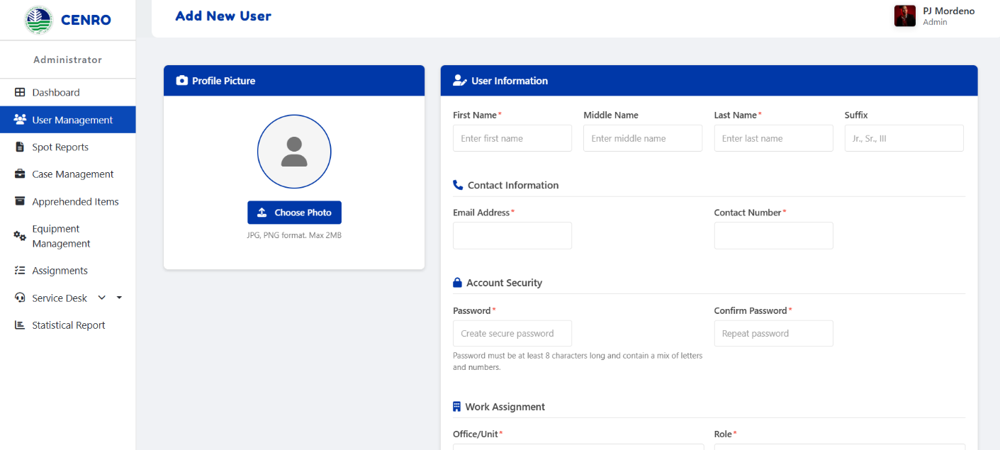 CENRO
Administrator
Dashboard
User Management
Spot Reports
Case Management
Apprehended Items
Equipment
Management
Assignments
Service Desk
Statistical Report
Add New User
PJ Mordeno
Admin
Profile Picture
Choose Photo
JPG, PNG format. Max 2MB
User Information
First Name* Middle Name Last Name* Suffix
Enter first name Enter middle name Enter last name Jr., Sr., III
Contact Information
Email Address* Contact Number*
Account Security
Password* Confirm Password*
Create secure password Repeat password
Password must be at least 8 characters long and contain a mix of letters
and numbers.
Work Assignment
Office/Unit* Role*